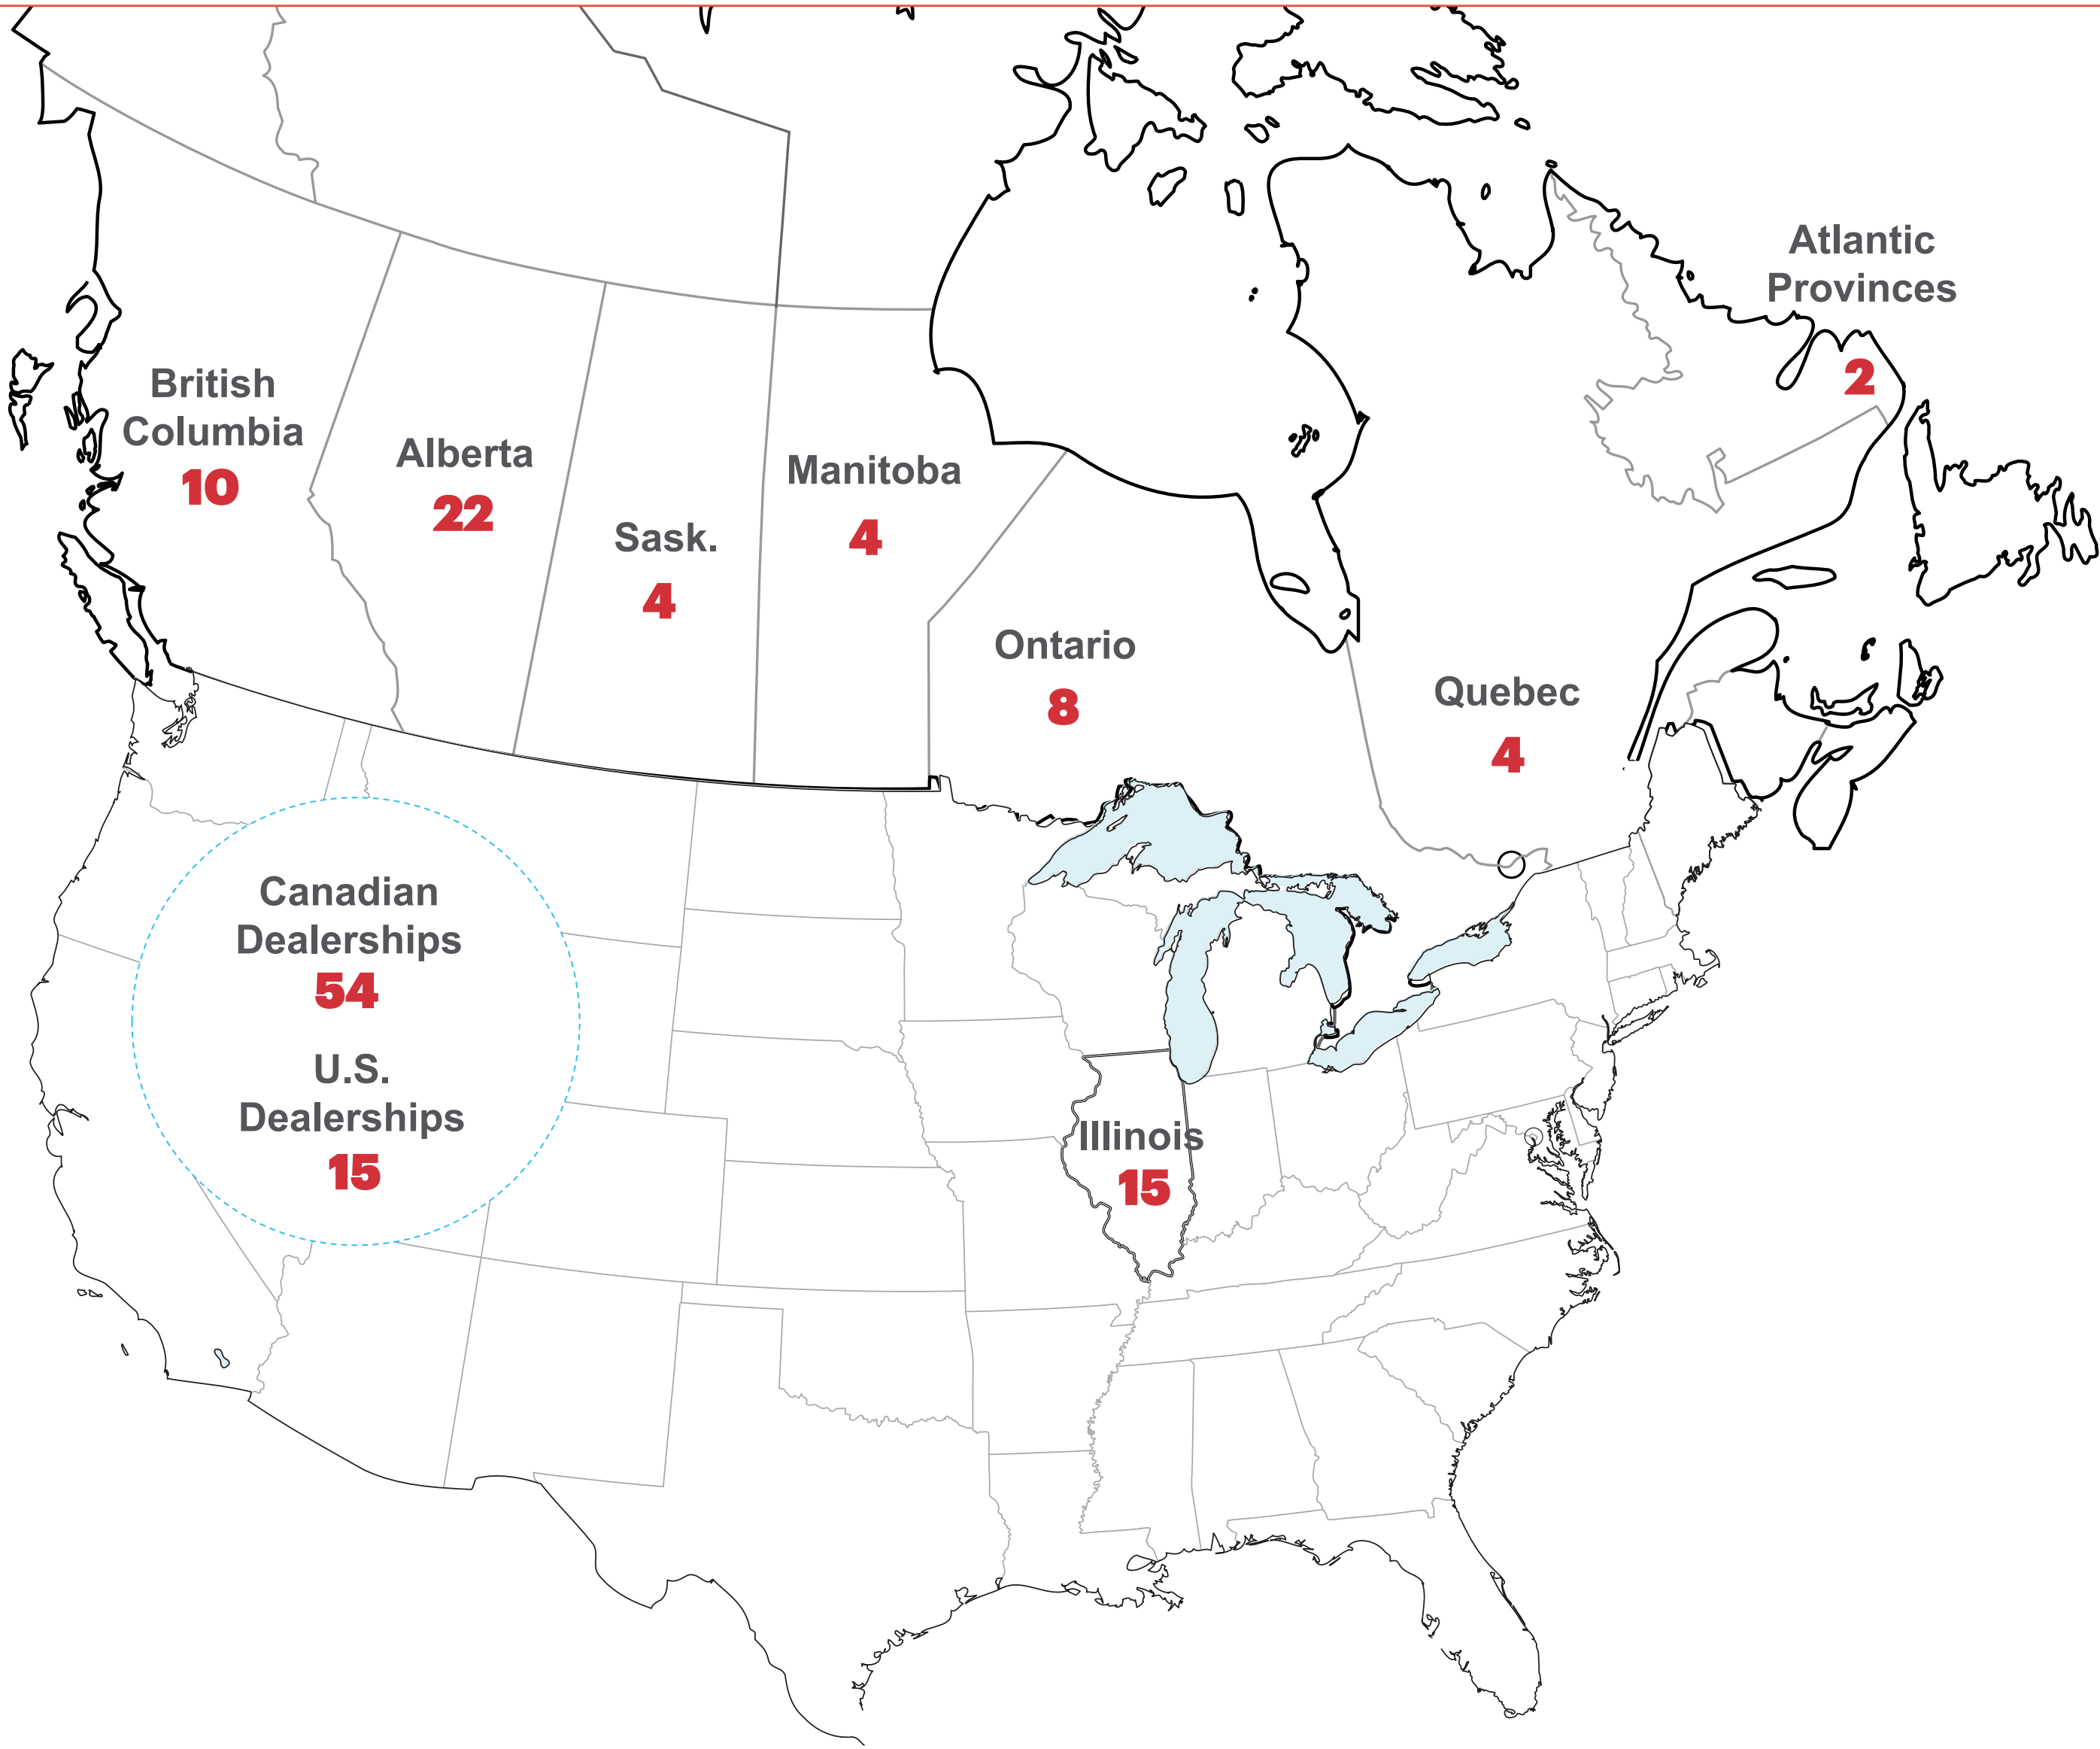 Atlantic
Provinces
2
British
Columbia
10
Alberta
22
Sask.
4
Manitoba
4
Ontario
8
Quebec
4
Canadian
Dealerships
54
U.S.
Dealerships
15
Illinois
15